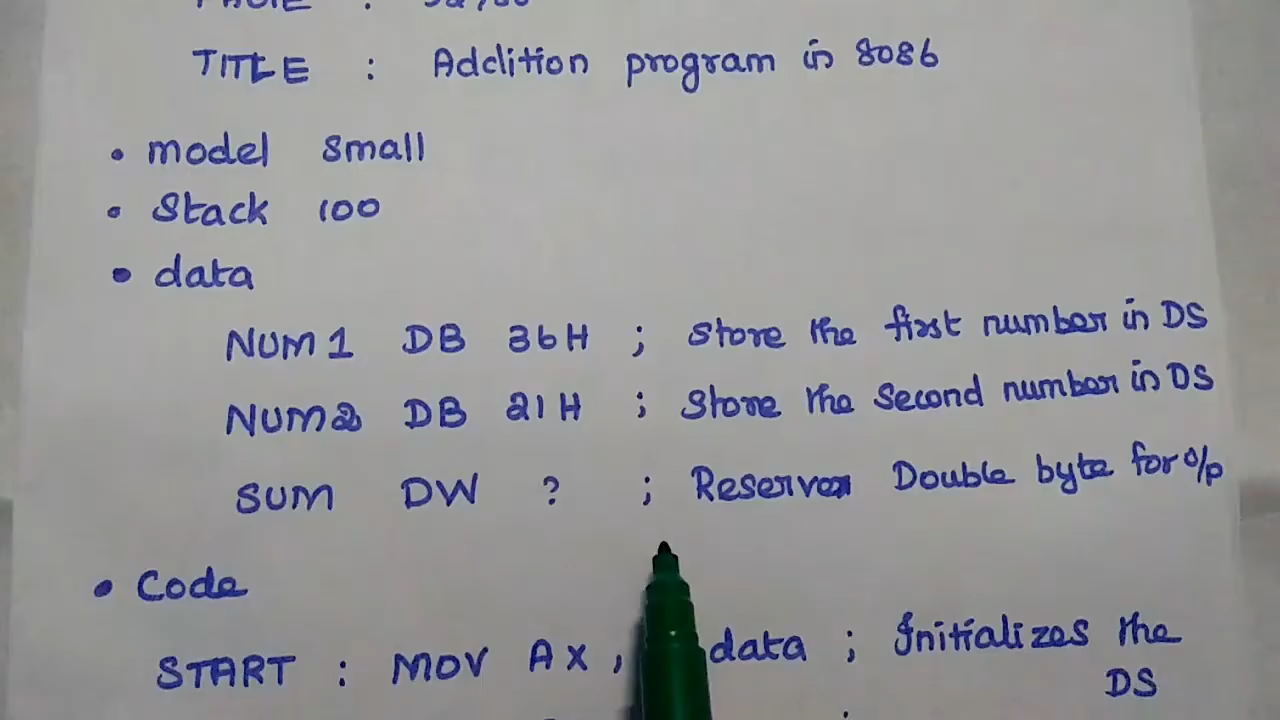 TITLE : Addition program in 8086
• model small
• Stack 100
• data
NUM1 DB 36H ; Store the first number in DS
NUM2 DB 21H ; Store the Second number in DS
SUM DW ? ; Reserves Double byte for o/p
• Code
START : MOV AX, data ; Initializes the
DS